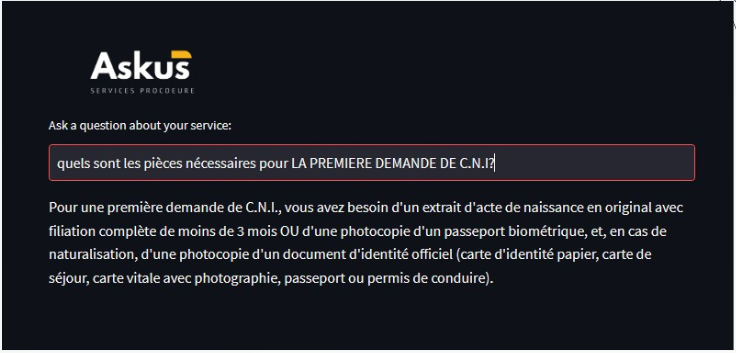 Askus
SERVICES PROCDEURE
Ask a question about your service:
quels sont les pièces nécessaires pour LA PREMIERE DEMANDE DE C.N.I?
Pour une première demande de C.N.I., vous avez besoin d'un extrait d'acte de naissance en original avec
filiation complète de moins de 3 mois OU d'une photocopie d'un passeport biométrique, et, en cas de
naturalisation, d'une photocopie d'un document d'identité officiel (carte d'identité papier, carte de
séjour, carte vitale avec photographie, passeport ou permis de conduire).